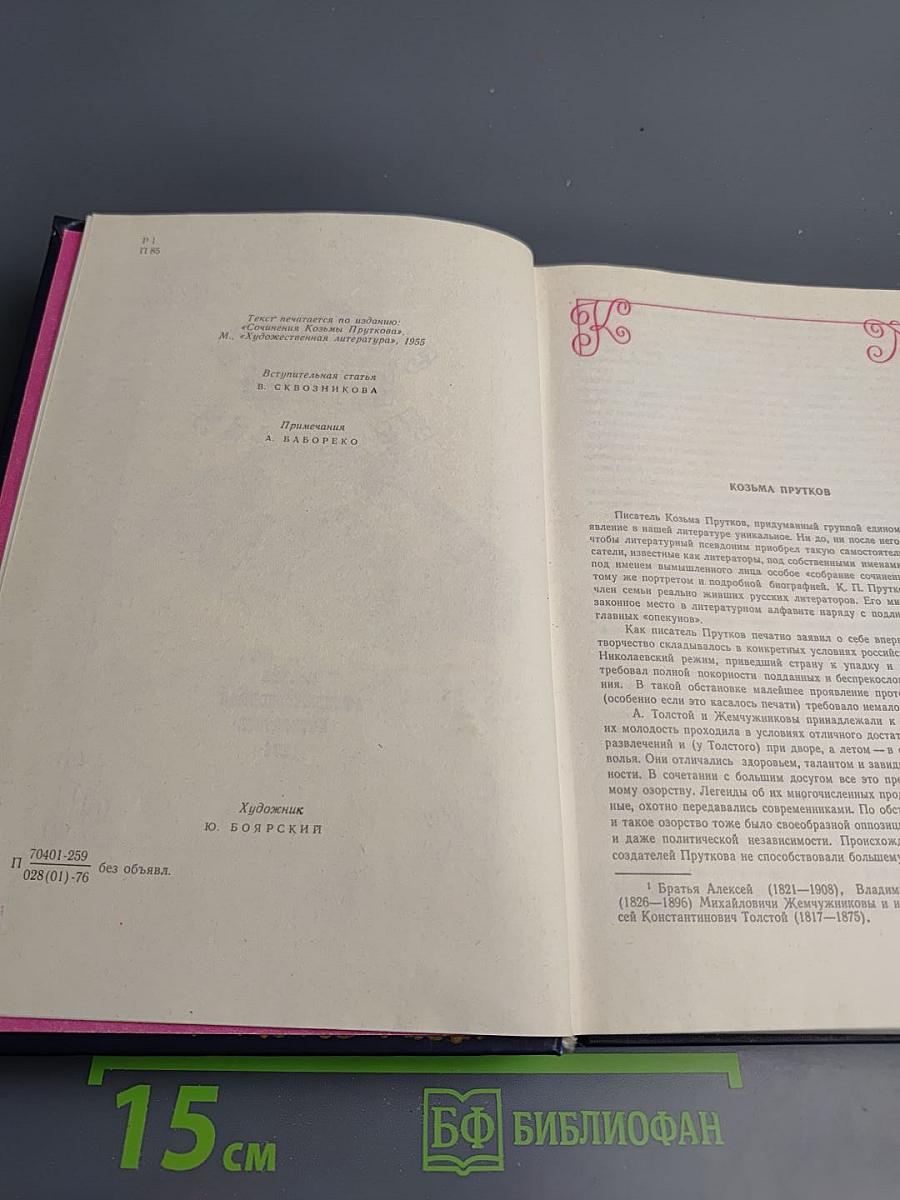 Р 1
П 85
Текст печатается по изданию:
«Сочинения Козьмы Пруткова».
М., «Художественная литература», 1955
Вступительная статья
В. СКВОЗНИКОВА
Примечания
А. БАБОРЕКО
Художник
Ю. БОЯРСКИЙ
П 70401-259
028(01)-76 без объявл.
КОЗЬМА ПРУТКОВ
Писатель Козьма Прутков, придуманный группой едином
явление в нашей литературе уникальное. Ни до, ни после него
чтобы литературный псевдоним приобрел такую самостоятел
сатели, известные как литераторы, под собственными именам
под именем вымышленного лица особое «собрание сочинен
тому же портретом и подробной биографией. К. П. Прутк
член семьи реально живших русских литераторов. Его ми
законное место в литературном алфавите наряду с подли
главных «опекунов».
Как писатель Прутков печатно заявил о себе впер
творчество складывалось в конкретных условиях российс
Николаевский режим, приведший страну к упадку и
требовал полной покорности подданных и беспрекослов
ния. В такой обстановке малейшее проявление прот
(особенно если это касалось печати) требовало немало
А. Толстой и Жемчужниковы принадлежали к
их молодость проходила в условиях отличного достат
развлечений и (у Толстого) при дворе, а летом — в
волья. Они отличались здоровьем, талантом и завид
ности. В сочетании с большим досугом все это пре
мому озорству. Легенды об их многочисленных прод
ные, охотно передавались современниками. По обст
и такое озорство тоже было своеобразной оппозиц
и даже политической независимости. Происхожд
создателей Пруткова не способствовали большему
¹ Братья Алексей (1821—1908), Владим
(1826—1896) Михайловичи Жемчужниковы и
сей Константинович Толстой (1817—1875).
15 см
БФ БИБЛИОФАН